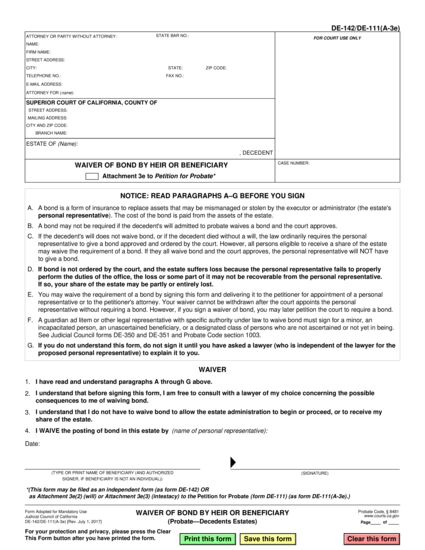 DE-142/DE-111(A-3e)
ATTORNEY OR PARTY WITHOUT ATTORNEY: STATE BAR NO.:
FOR COURT USE ONLY
NAME:
FIRM NAME:
STREET ADDRESS:
CITY: STATE: ZIP CODE:
TELEPHONE NO.: FAX NO.:
E-MAIL ADDRESS:
ATTORNEY FOR (name):
SUPERIOR COURT OF CALIFORNIA, COUNTY OF
STREET ADDRESS:
MAILING ADDRESS:
CITY AND ZIP CODE:
BRANCH NAME:
ESTATE OF (Name):
, DECEDENT
WAIVER OF BOND BY HEIR OR BENEFICIARY
CASE NUMBER:
Attachment 3e to Petition for Probate*
NOTICE: READ PARAGRAPHS A–G BEFORE YOU SIGN
A. A bond is a form of insurance to replace assets that may be mismanaged or stolen by the executor or administrator (the estate's
personal representative). The cost of the bond is paid from the assets of the estate.
B. A bond may not be required if the decedent's will admitted to probate waives a bond and the court approves.
C. If the decedent's will does not waive bond, or if the decedent died without a will, the law ordinarily requires the personal
representative to give a bond approved and ordered by the court. However, all persons eligible to receive a share of the estate
may waive the requirement of a bond. If they all waive bond and the court approves, the personal representative will NOT have
to give a bond.
D. If bond is not ordered by the court, and the estate suffers loss because the personal representative fails to properly
perform the duties of the office, the loss or some part of it may not be recoverable from the personal representative.
If so, your share of the estate may be partly or entirely lost.
E. You may waive the requirement of a bond by signing this form and delivering it to the petitioner for appointment of a personal
representative or to the petitioner's attorney. Your waiver cannot be withdrawn after the court appoints the personal
representative without requiring a bond. However, if you sign a waiver of bond, you may later petition the court to require a bond.
F. A guardian ad litem or other legal representative with specific authority under law to waive bond must sign for a minor, an
incapacitated person, an unascertained beneficiary, or a designated class of persons who are not ascertained or not yet in being.
See Judicial Council forms DE-350 and DE-351 and Probate Code section 1003.
G. If you do not understand this form, do not sign it until you have asked a lawyer (who is independent of the lawyer for the
proposed personal representative) to explain it to you.
WAIVER
1. I have read and understand paragraphs A through G above.
2. I understand that before signing this form, I am free to consult with a lawyer of my choice concerning the possible
consequences to me of waiving bond.
3. I understand that I do not have to waive bond to allow the estate administration to begin or proceed, or to receive my
share of the estate.
4. I WAIVE the posting of bond in this estate by (name of personal representative):
Date:
(TYPE OR PRINT NAME OF BENEFICIARY (AND AUTHORIZED
SIGNER, IF BENEFICIARY IS NOT AN INDIVIDUAL))
(SIGNATURE)
*(This form may be filed as an independent form (as form DE-142) OR
as Attachment 3e(2) (will) or Attachment 3e(3) (intestacy) to the Petition for Probate (form DE-111) (as form DE-111(A-3e).)
Form Adopted for Mandatory Use
Judicial Council of California
DE-142/DE-111(A-3e) [Rev. July 1, 2017]
WAIVER OF BOND BY HEIR OR BENEFICIARY
(Probate—Decedents Estates)
Probate Code, § 8481
www.courts.ca.gov
Page ____ of ____
For your protection and privacy, please press the Clear
This Form button after you have printed the form.
Print this form
Save this form
Clear this form